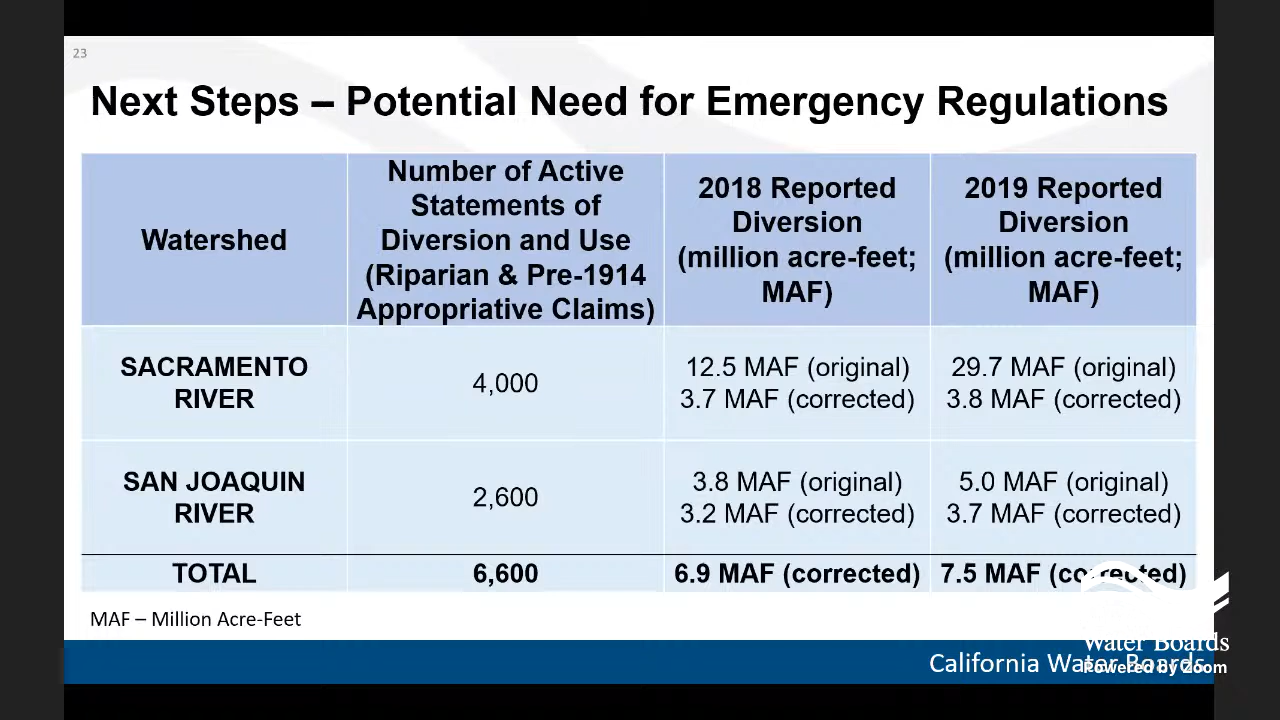 23
Next Steps – Potential Need for Emergency Regulations
Watershed
Number of Active
Statements of
Diversion and Use
(Riparian & Pre-1914
Appropriative Claims)
2018 Reported
Diversion
(million acre-feet;
MAF)
2019 Reported
Diversion
(million acre-feet;
MAF)
SACRAMENTO
RIVER
4,000
12.5 MAF (original)
3.7 MAF (corrected)
29.7 MAF (original)
3.8 MAF (corrected)
SAN JOAQUIN
RIVER
2,600
3.8 MAF (original)
3.2 MAF (corrected)
5.0 MAF (original)
3.7 MAF (corrected)
TOTAL
6,600
6.9 MAF (corrected)
7.5 MAF (corrected)
MAF – Million Acre-Feet
Water Boards
California Water Boards
Powered by Zoom